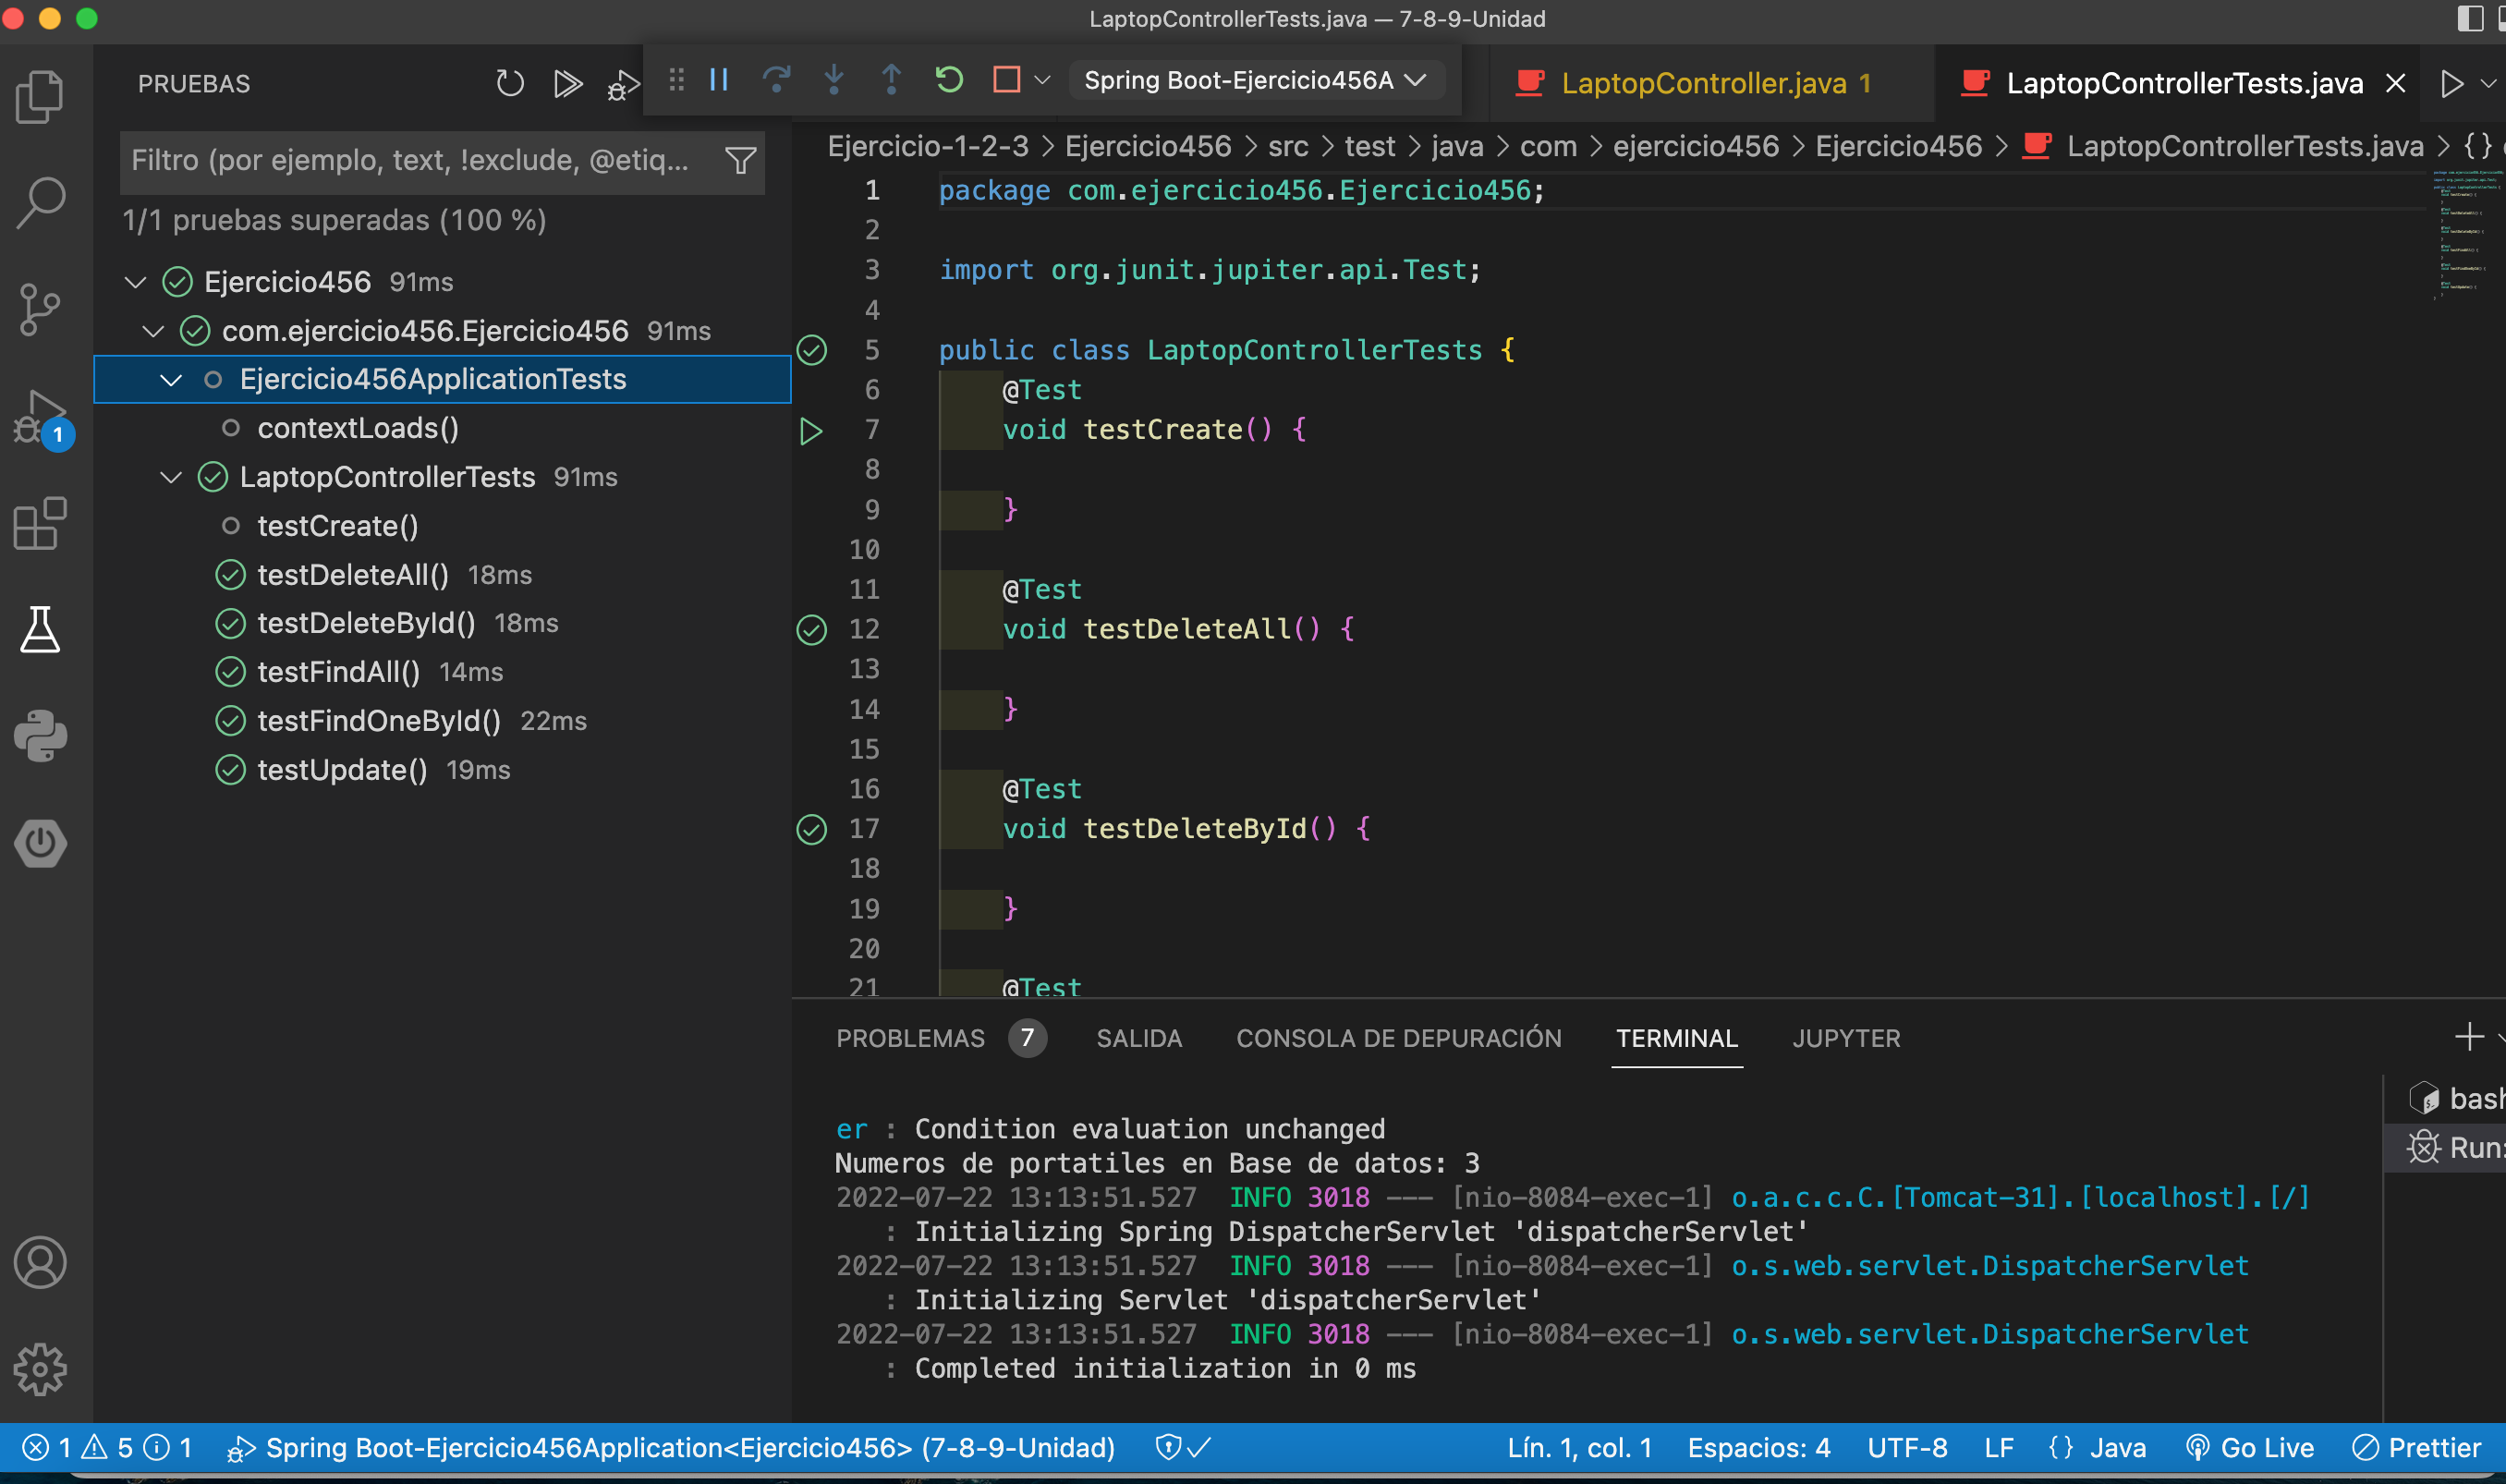 LaptopControllerTests.java — 7-8-9-Unidad
PRUEBAS
Spring Boot-Ejercicio456A
LaptopController.java 1
LaptopControllerTests.java
Filtro (por ejemplo, text, !exclude, @etiq...
1/1 pruebas superadas (100 %)
Ejercicio456 91ms
com.ejercicio456.Ejercicio456 91ms
Ejercicio456ApplicationTests
contextLoads()
LaptopControllerTests 91ms
testCreate()
testDeleteAll() 18ms
testDeleteById() 18ms
testFindAll() 14ms
testFindOneById() 22ms
testUpdate() 19ms
1
Ejercicio-1-2-3 > Ejercicio456 > src > test > java > com > ejercicio456 > Ejercicio456 > LaptopControllerTests.java > {}
1 package com.ejercicio456.Ejercicio456;
2
3 import org.junit.jupiter.api.Test;
4
5 public class LaptopControllerTests {
6 @Test
7 void testCreate() {
8
9 }
10
11 @Test
12 void testDeleteAll() {
13
14 }
15
16 @Test
17 void testDeleteById() {
18
19 }
20
21 @Test
PROBLEMAS 7 SALIDA CONSOLA DE DEPURACIÓN TERMINAL JUPYTER
er : Condition evaluation unchanged
Numeros de portatiles en Base de datos: 3
2022-07-22 13:13:51.527 INFO 3018 --- [nio-8084-exec-1] o.a.c.c.C.[Tomcat-31].[localhost].[/]
: Initializing Spring DispatcherServlet 'dispatcherServlet'
2022-07-22 13:13:51.527 INFO 3018 --- [nio-8084-exec-1] o.s.web.servlet.DispatcherServlet
: Initializing Servlet 'dispatcherServlet'
2022-07-22 13:13:51.527 INFO 3018 --- [nio-8084-exec-1] o.s.web.servlet.DispatcherServlet
: Completed initialization in 0 ms
bash
Run:
1 5 1 Spring Boot-Ejercicio456Application<Ejercicio456> (7-8-9-Unidad) Lín. 1, col. 1 Espacios: 4 UTF-8 LF {} Java Go Live Prettier